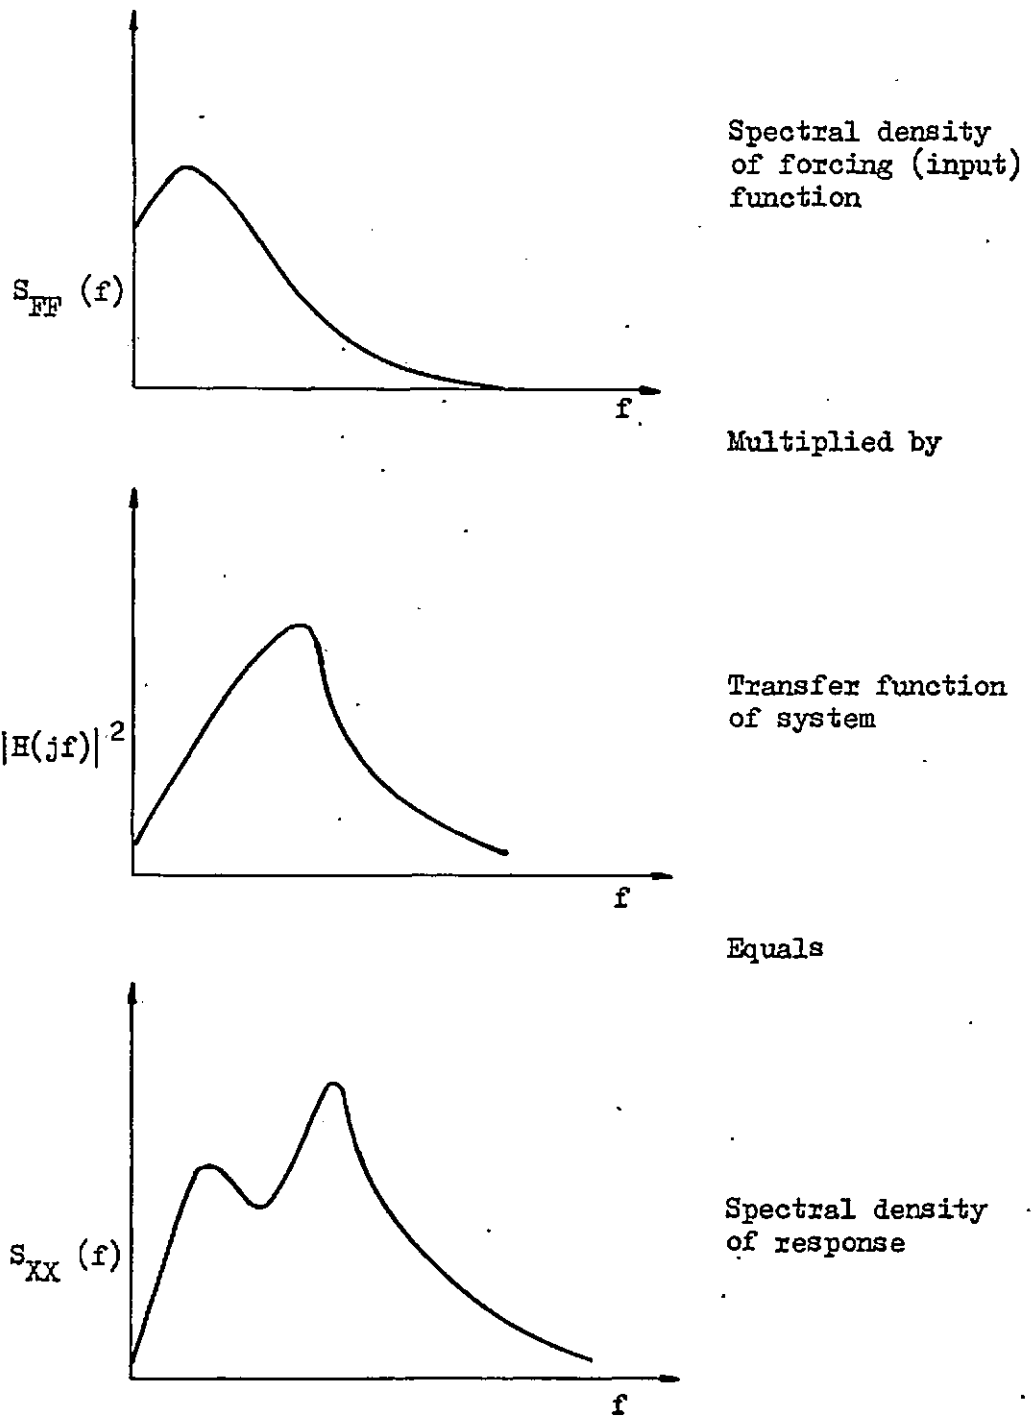 Spectral density
of forcing (input)
function
S_FF (f)
f
Multiplied by
Transfer function
of system
|H(jf)|²
f
Equals
Spectral density
of response
S_XX (f)
f